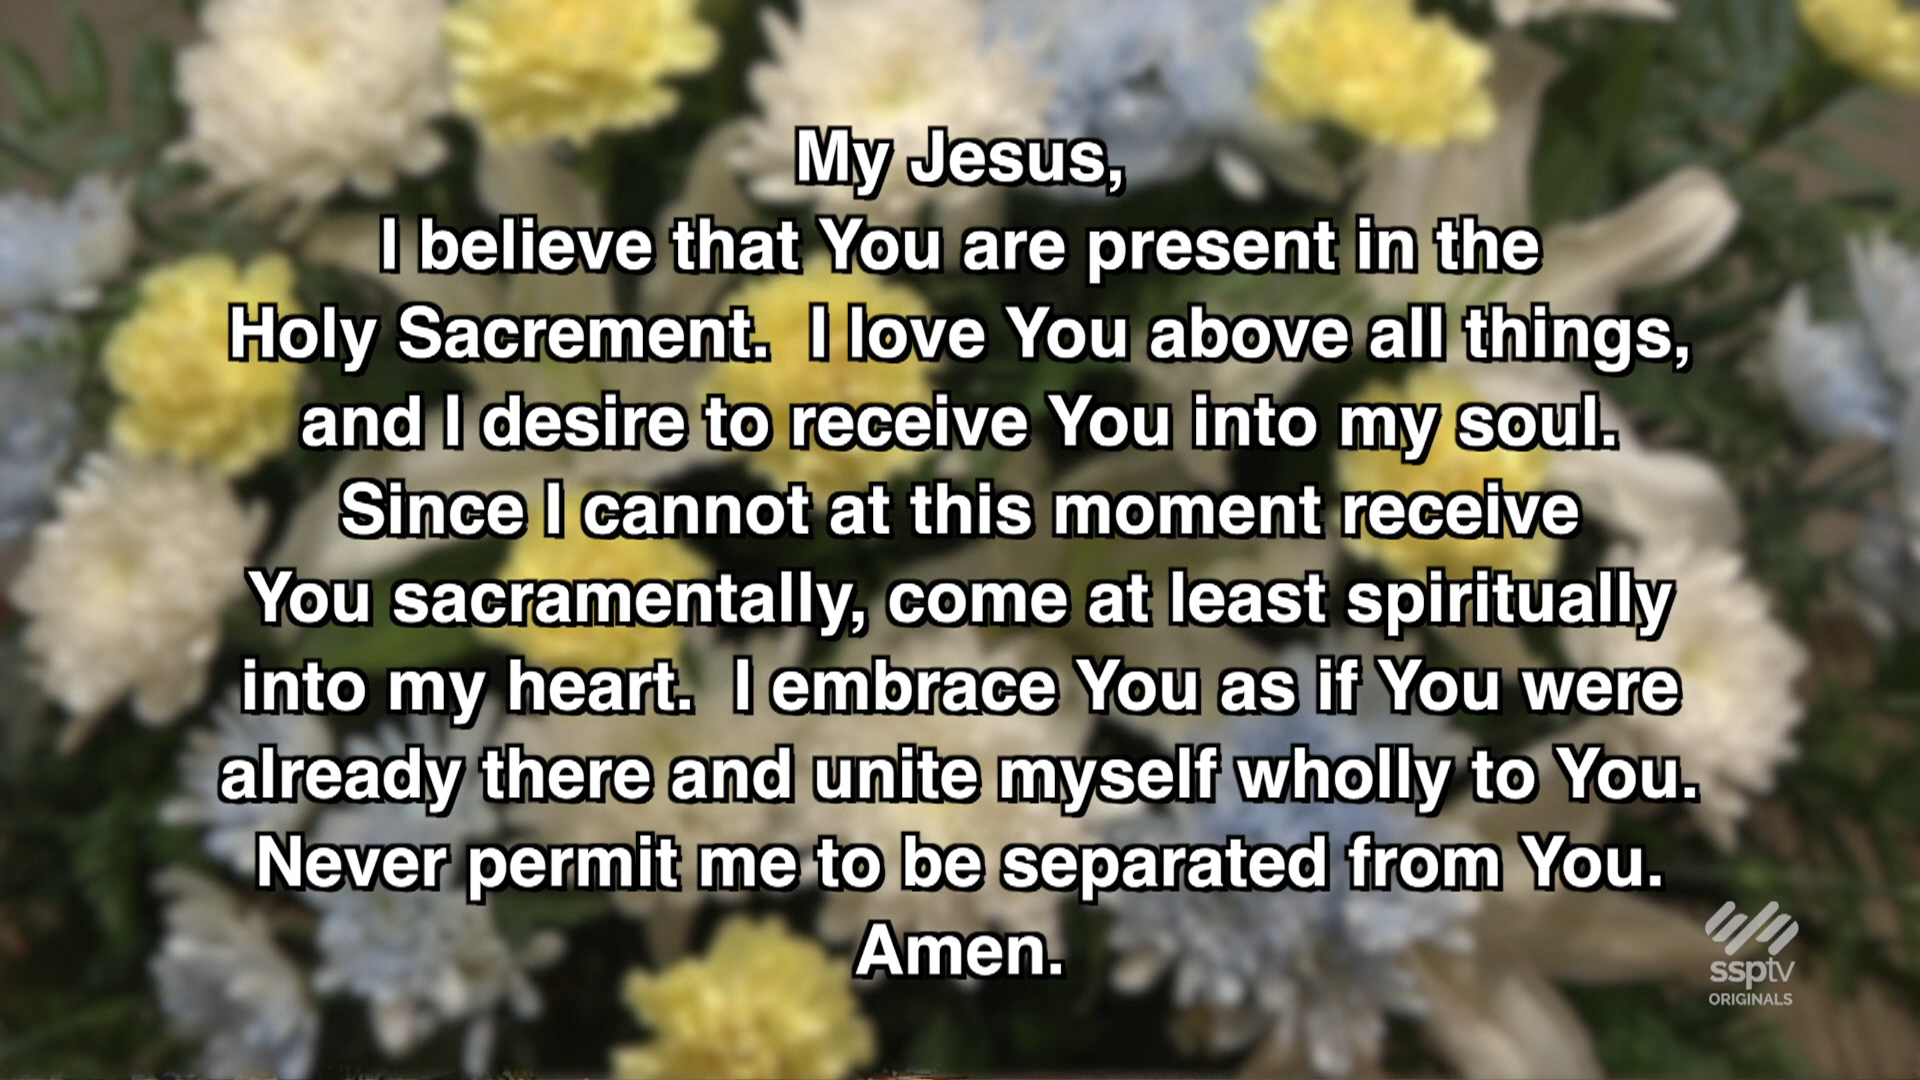 My Jesus,
I believe that You are present in the
Holy Sacrement.  I love You above all things,
and I desire to receive You into my soul.
Since I cannot at this moment receive
You sacramentally, come at least spiritually
into my heart.  I embrace You as if You were
already there and unite myself wholly to You.
Never permit me to be separated from You.
Amen.
ssptv
ORIGINALS